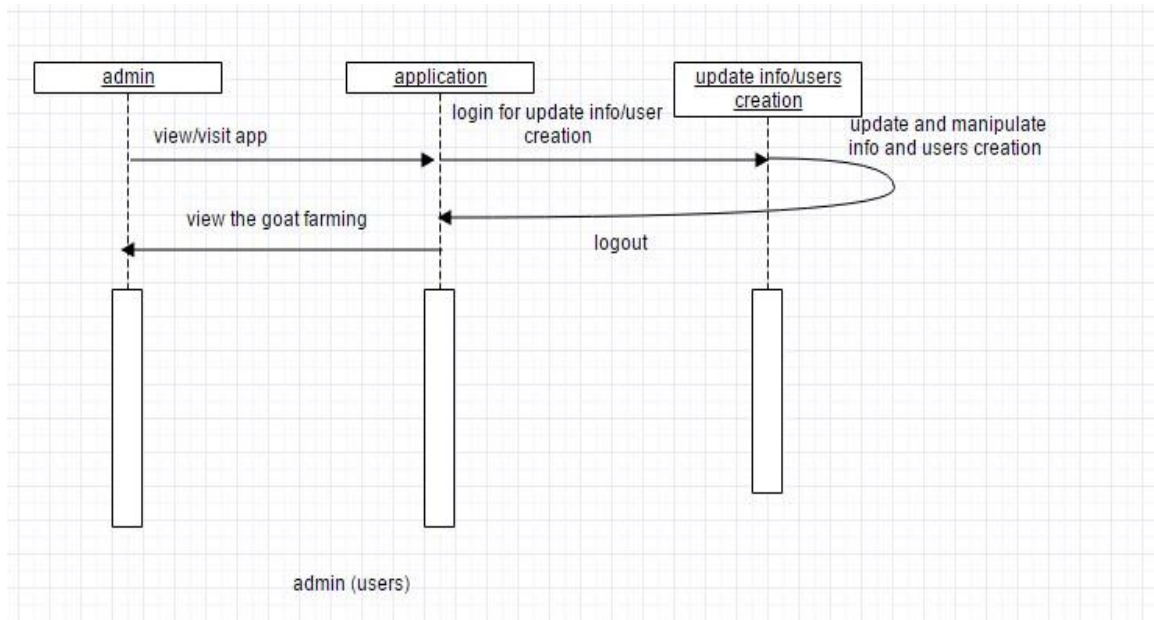 admin
application
update info/users
creation
view/visit app
login for update info/user
creation
update and manipulate
info and users creation
view the goat farming
logout
admin (users)